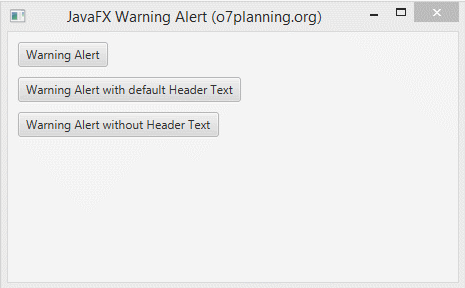 JavaFX Warning Alert (o7planning.org)
Warning Alert
Warning Alert with default Header Text
Warning Alert without Header Text